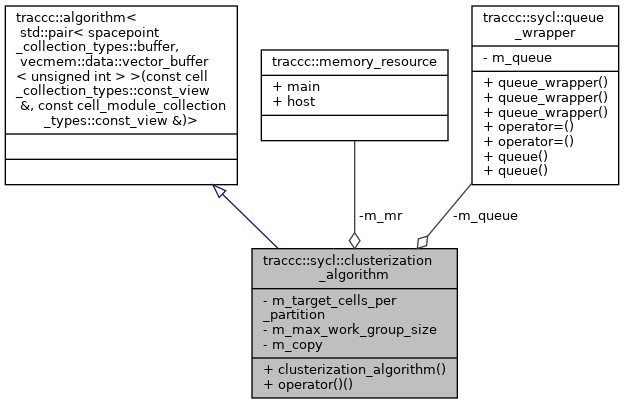 traccc::algorithm<
std::pair< spacepoint
_collection_types::buffer,
vecmem::data::vector_buffer
< unsigned int > >(const cell
_collection_types::const_view
&, const cell_module_collection
_types::const_view &)>
traccc::memory_resource
+ main
+ host
traccc::sycl::queue
_wrapper
- m_queue
+ queue_wrapper()
+ queue_wrapper()
+ queue_wrapper()
+ operator=()
+ operator=()
+ queue()
+ queue()
-m_mr
-m_queue
traccc::sycl::clusterization
_algorithm
- m_target_cells_per
_partition
- m_max_work_group_size
- m_copy
+ clusterization_algorithm()
+ operator()()